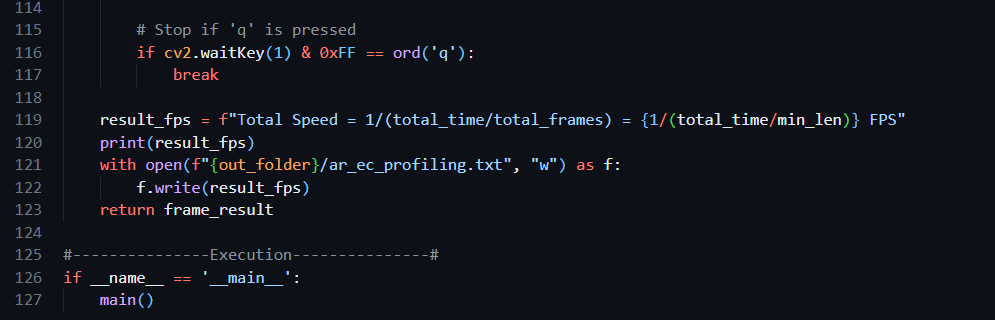 114
115         # Stop if 'q' is pressed
116         if cv2.waitKey(1) & 0xFF == ord('q'):
117             break
118
119     result_fps = f"Total Speed = 1/(total_time/total_frames) = {1/(total_time/min_len)} FPS"
120     print(result_fps)
121     with open(f"{out_folder}/ar_ec_profiling.txt", "w") as f:
122         f.write(result_fps)
123     return frame_result
124
125 #---------------Execution---------------#
126 if __name__ == '__main__':
127     main()